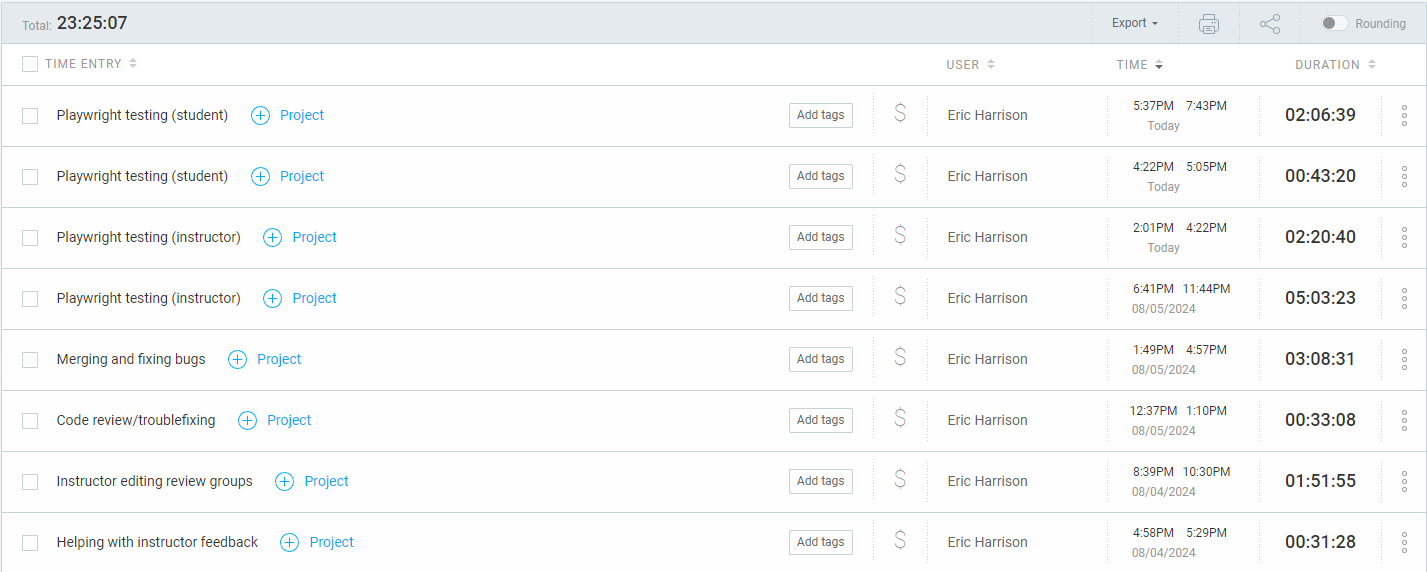 Total: 23:25:07 Export Rounding
TIME ENTRY USER TIME DURATION
Playwright testing (student) + Project Add tags $ Eric Harrison 5:37PM 7:43PM 02:06:39
Today
Playwright testing (student) + Project Add tags $ Eric Harrison 4:22PM 5:05PM 00:43:20
Today
Playwright testing (instructor) + Project Add tags $ Eric Harrison 2:01PM 4:22PM 02:20:40
Today
Playwright testing (instructor) + Project Add tags $ Eric Harrison 6:41PM 11:44PM 05:03:23
08/05/2024
Merging and fixing bugs + Project Add tags $ Eric Harrison 1:49PM 4:57PM 03:08:31
08/05/2024
Code review/troublefixing + Project Add tags $ Eric Harrison 12:37PM 1:10PM 00:33:08
08/05/2024
Instructor editing review groups + Project Add tags $ Eric Harrison 8:39PM 10:30PM 01:51:55
08/04/2024
Helping with instructor feedback + Project Add tags $ Eric Harrison 4:58PM 5:29PM 00:31:28
08/04/2024